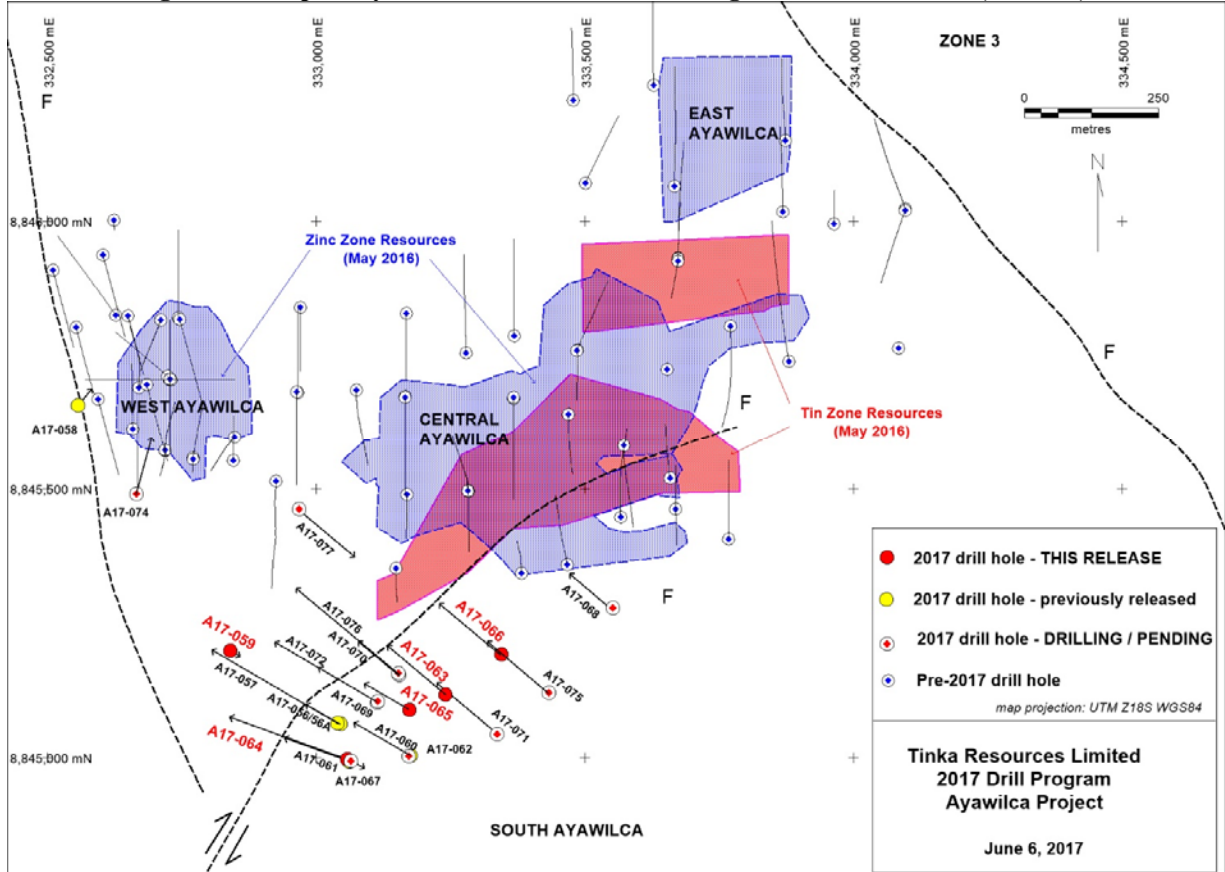 332,500 mE
333,000 mE
333,500 mE
334,000 mE
334,500 mE
ZONE 3
0 250
metres
N
F
EAST
AYAWILCA
Zinc Zone Resources
(May 2016)
WEST AYAWILCA
A17-058
CENTRAL
AYAWILCA
F
F
Tin Zone Resources
(May 2016)
8,845,500 mN
A17-074
A17-077
A17-068
F
A17-076
A17-066
A17-059
A17-070
A17-072
A17-063
A17-057
A17-075
A17-069
A17-065
A17-056/56A
A17-071
A17-064
A17-060
A17-062
A17-061
8,845,000 mN
A17-067
SOUTH AYAWILCA
2017 drill hole - THIS RELEASE
2017 drill hole - previously released
2017 drill hole - DRILLING / PENDING
Pre-2017 drill hole
map projection: UTM Z18S WGS84
Tinka Resources Limited
2017 Drill Program
Ayawilca Project
June 6, 2017